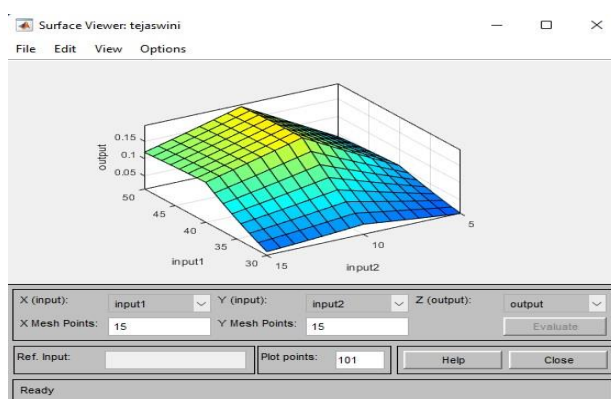 Surface Viewer: tejaswini
File Edit View Options
0.15
0.1
0.05
output
50
45
40
35
30
input1
15
10
5
input2
X (input): input1 Y (input): input2 Z (output): output
X Mesh Points: 15 Y Mesh Points: 15 Evaluate
Ref. Input: Plot points: 101 Help Close
Ready